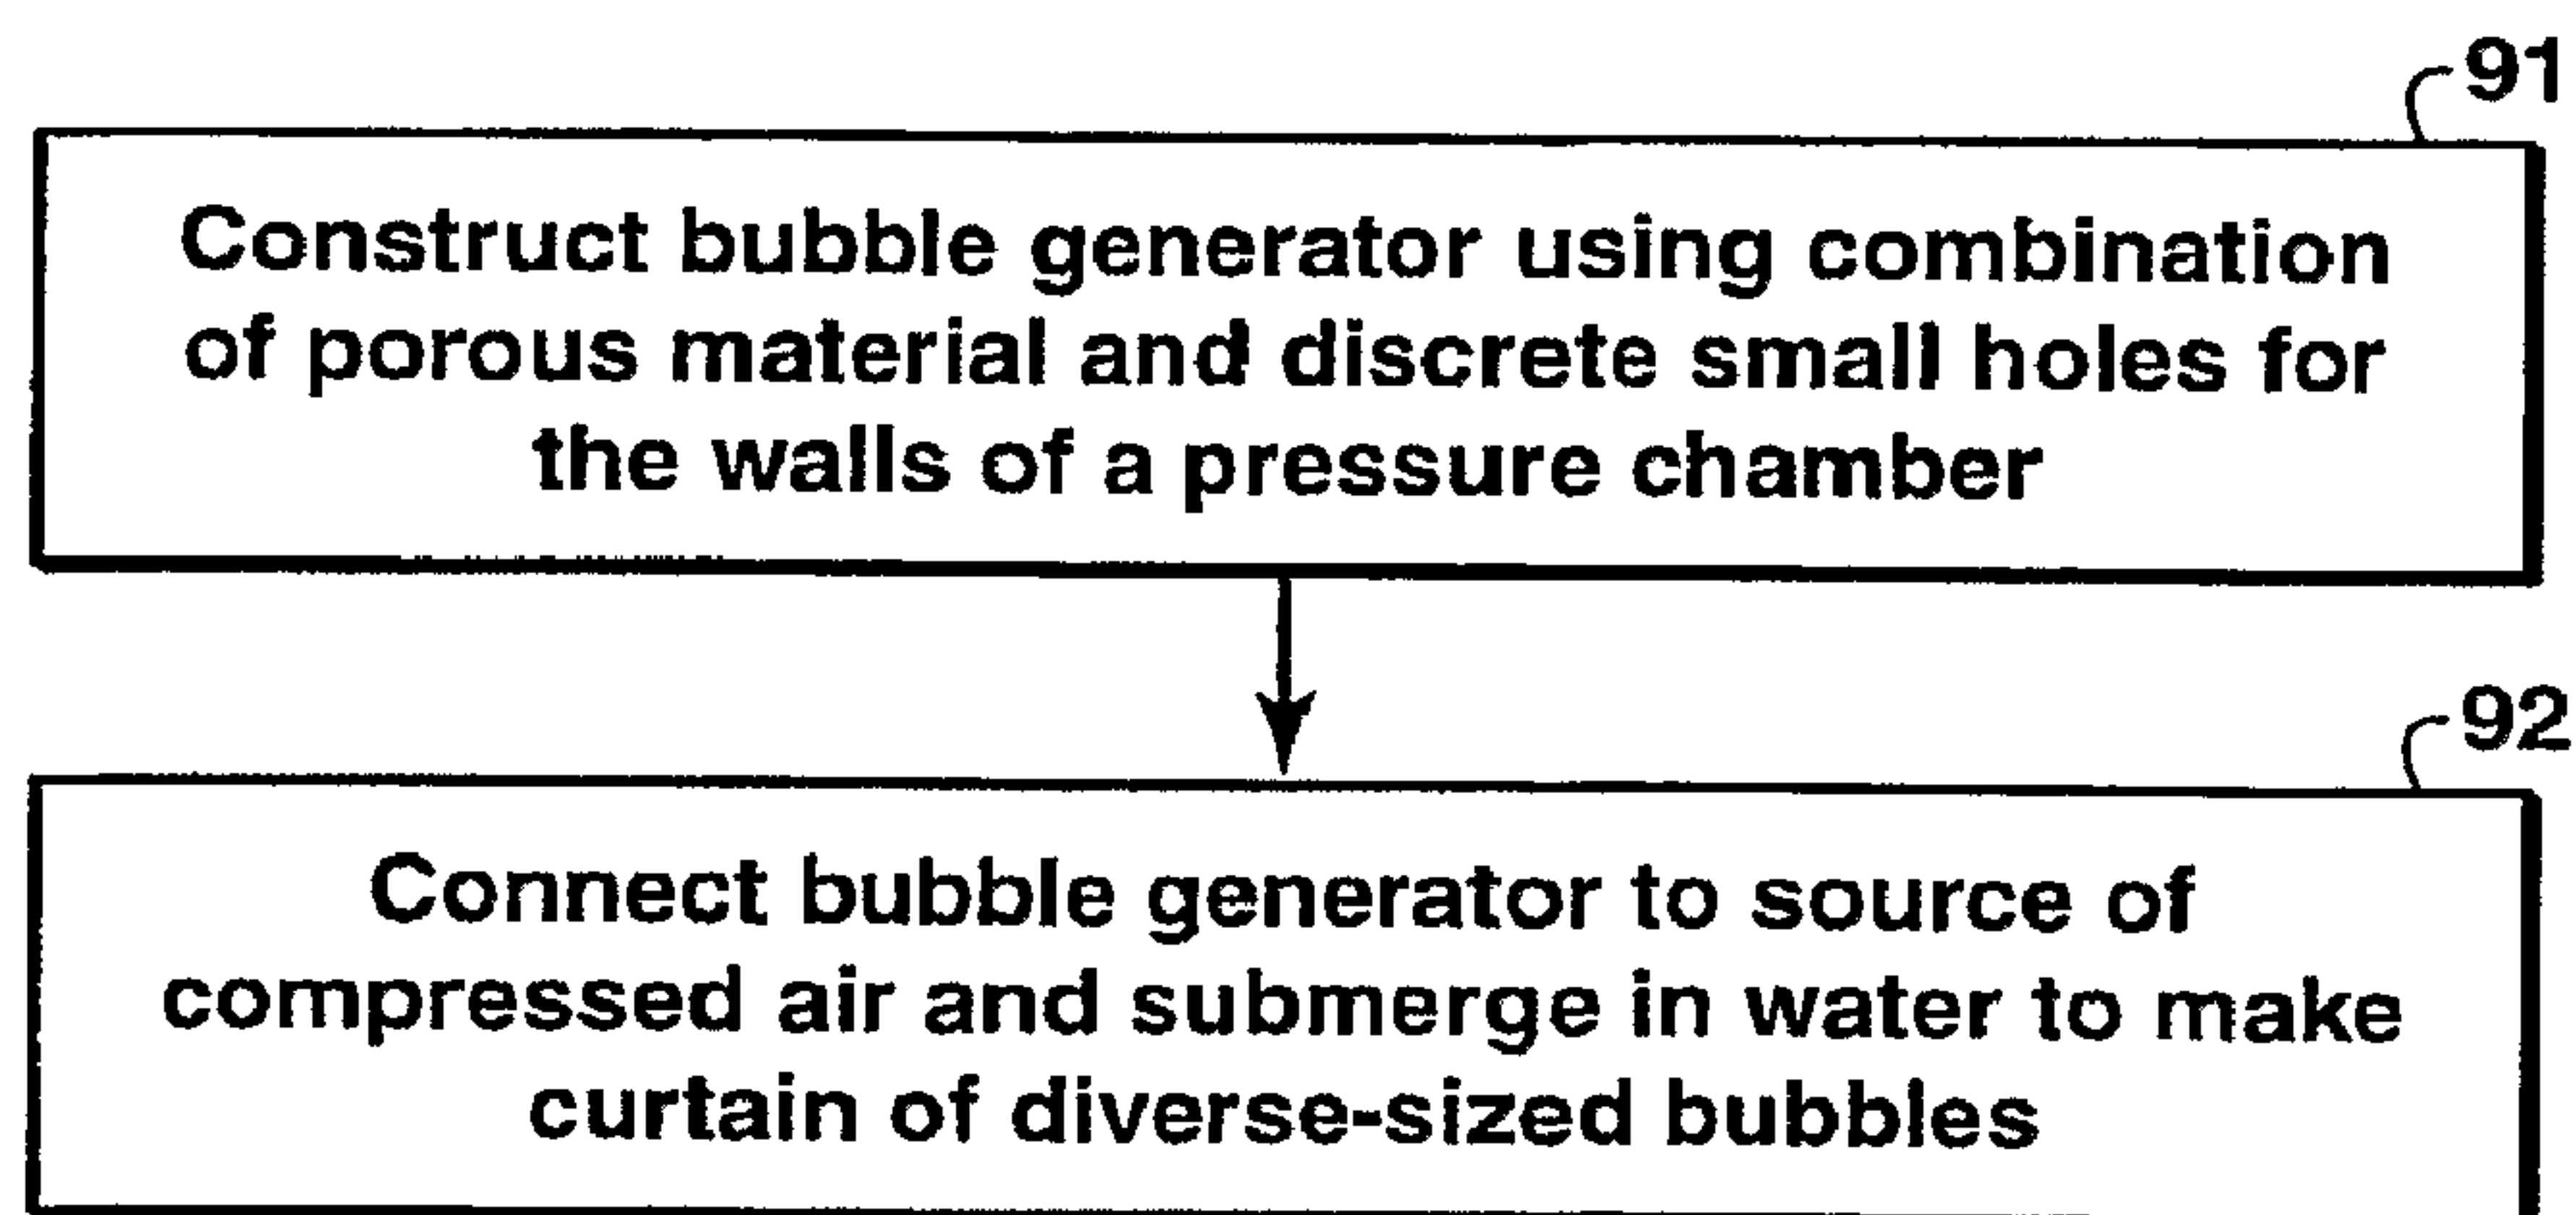 91
Construct bubble generator using combination
of porous material and discrete small holes for
the walls of a pressure chamber
92
Connect bubble generator to source of
compressed air and submerge in water to make
curtain of diverse-sized bubbles